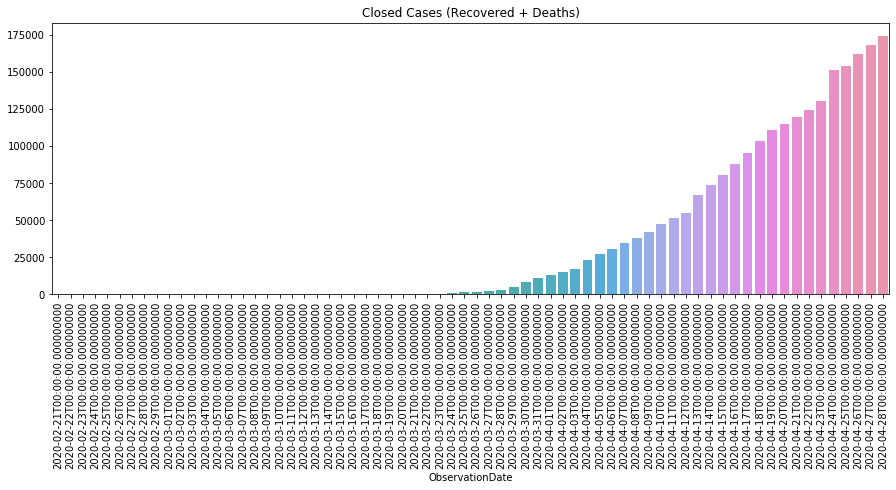 Closed Cases (Recovered + Deaths)
175000
150000
125000
100000
75000
50000
25000
0
2020-02-21T00:00:00.000000000
2020-02-22T00:00:00.000000000
2020-02-23T00:00:00.000000000
2020-02-24T00:00:00.000000000
2020-02-25T00:00:00.000000000
2020-02-26T00:00:00.000000000
2020-02-27T00:00:00.000000000
2020-02-28T00:00:00.000000000
2020-02-29T00:00:00.000000000
2020-03-01T00:00:00.000000000
2020-03-02T00:00:00.000000000
2020-03-03T00:00:00.000000000
2020-03-04T00:00:00.000000000
2020-03-05T00:00:00.000000000
2020-03-06T00:00:00.000000000
2020-03-07T00:00:00.000000000
2020-03-08T00:00:00.000000000
2020-03-09T00:00:00.000000000
2020-03-10T00:00:00.000000000
2020-03-11T00:00:00.000000000
2020-03-12T00:00:00.000000000
2020-03-13T00:00:00.000000000
2020-03-14T00:00:00.000000000
2020-03-15T00:00:00.000000000
2020-03-16T00:00:00.000000000
2020-03-17T00:00:00.000000000
2020-03-18T00:00:00.000000000
2020-03-19T00:00:00.000000000
2020-03-20T00:00:00.000000000
2020-03-21T00:00:00.000000000
2020-03-22T00:00:00.000000000
2020-03-23T00:00:00.000000000
2020-03-24T00:00:00.000000000
2020-03-25T00:00:00.000000000
2020-03-26T00:00:00.000000000
2020-03-27T00:00:00.000000000
2020-03-28T00:00:00.000000000
2020-03-29T00:00:00.000000000
2020-03-30T00:00:00.000000000
2020-03-31T00:00:00.000000000
2020-04-01T00:00:00.000000000
2020-04-02T00:00:00.000000000
2020-04-03T00:00:00.000000000
2020-04-04T00:00:00.000000000
2020-04-05T00:00:00.000000000
2020-04-06T00:00:00.000000000
2020-04-07T00:00:00.000000000
2020-04-08T00:00:00.000000000
2020-04-09T00:00:00.000000000
2020-04-10T00:00:00.000000000
2020-04-11T00:00:00.000000000
2020-04-12T00:00:00.000000000
2020-04-13T00:00:00.000000000
2020-04-14T00:00:00.000000000
2020-04-15T00:00:00.000000000
2020-04-16T00:00:00.000000000
2020-04-17T00:00:00.000000000
2020-04-18T00:00:00.000000000
2020-04-19T00:00:00.000000000
2020-04-20T00:00:00.000000000
2020-04-21T00:00:00.000000000
2020-04-22T00:00:00.000000000
2020-04-23T00:00:00.000000000
2020-04-24T00:00:00.000000000
2020-04-25T00:00:00.000000000
2020-04-26T00:00:00.000000000
2020-04-27T00:00:00.000000000
2020-04-28T00:00:00.000000000
ObservationDate